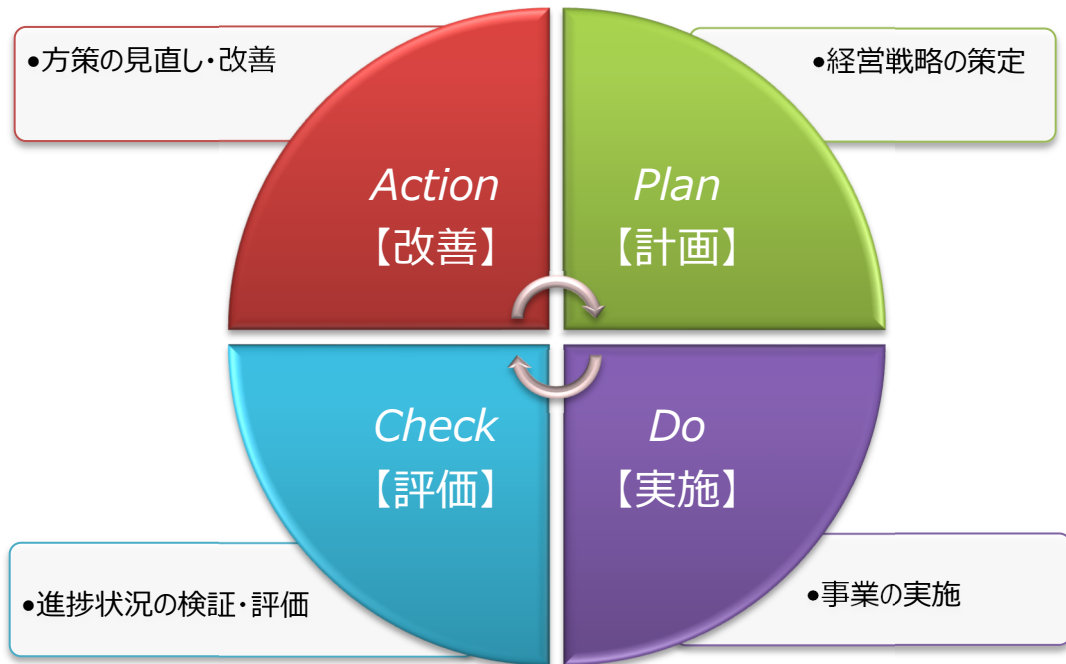 •方策の見直し・改善
•経営戦略の策定
Action
【改善】
Plan
【計画】
Check
【評価】
Do
【実施】
•進捗状況の検証・評価
•事業の実施